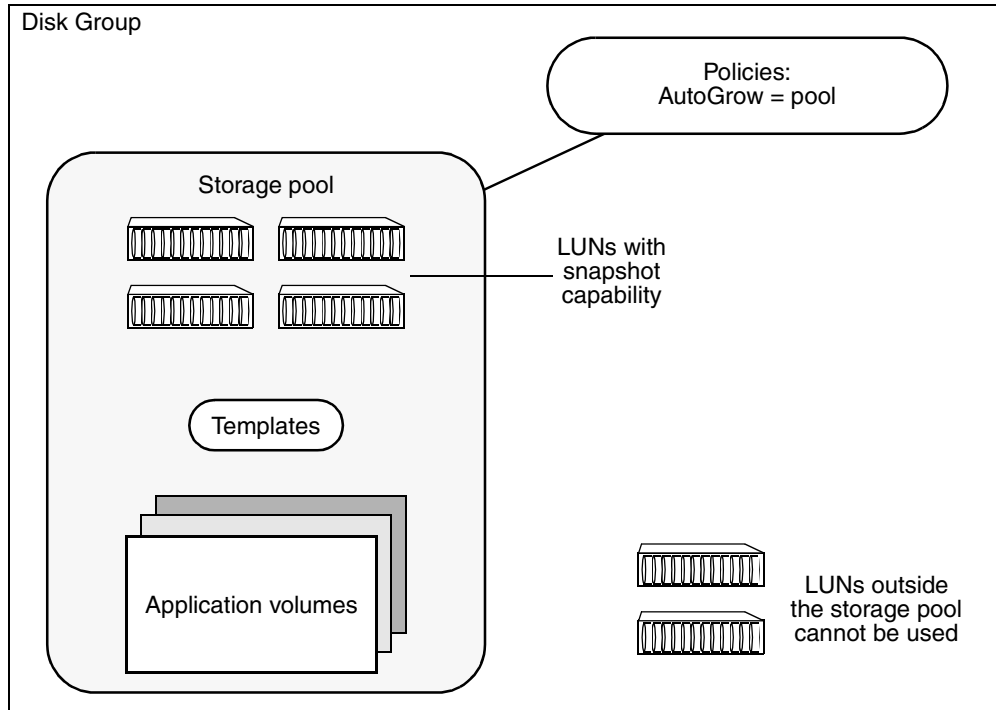 Disk Group
Policies:
AutoGrow = pool
Storage pool
LUNs with
snapshot
capability
Templates
Application volumes
LUNs outside
the storage pool
cannot be used